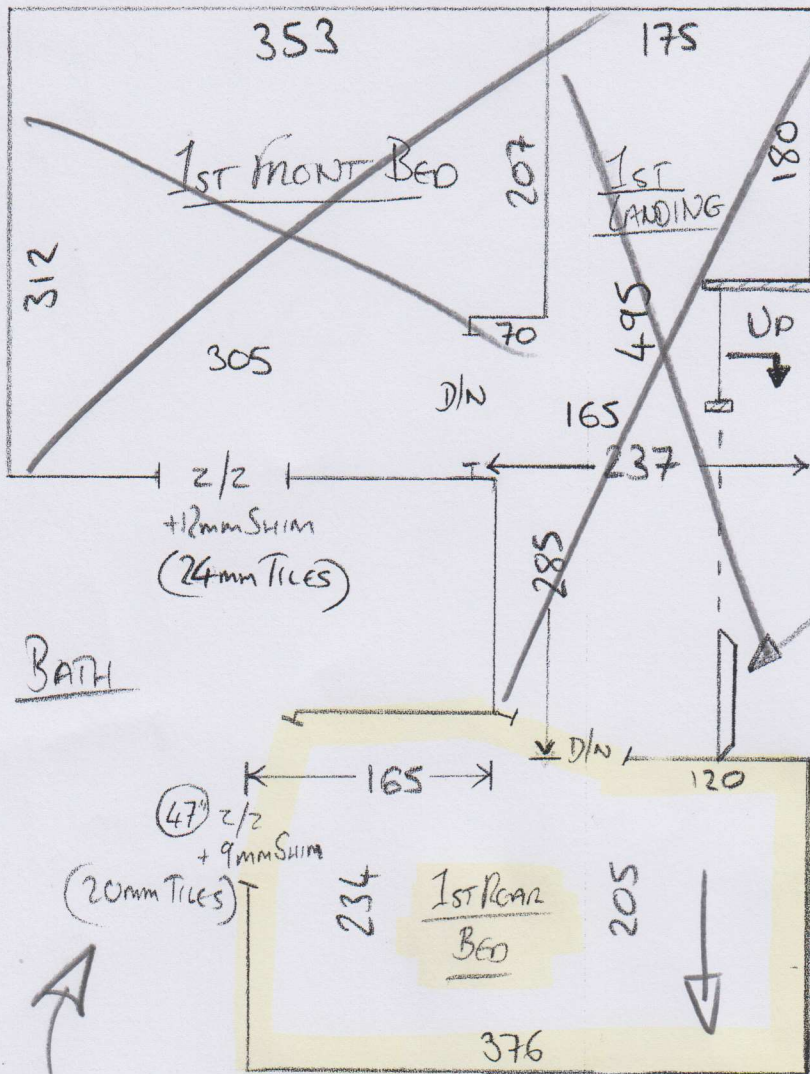 353
175
1ST FRONT BED
207
180
1ST
LANDING
312
495
UP
70
305
D/N
165
237
2/2
+12mm SHIM
(24mm TILES)
285
BATH
D/N
165
120
47" 2/2
+ 9mm SHIM
(20mm TILES)
234
1ST REAR
BED
205
376